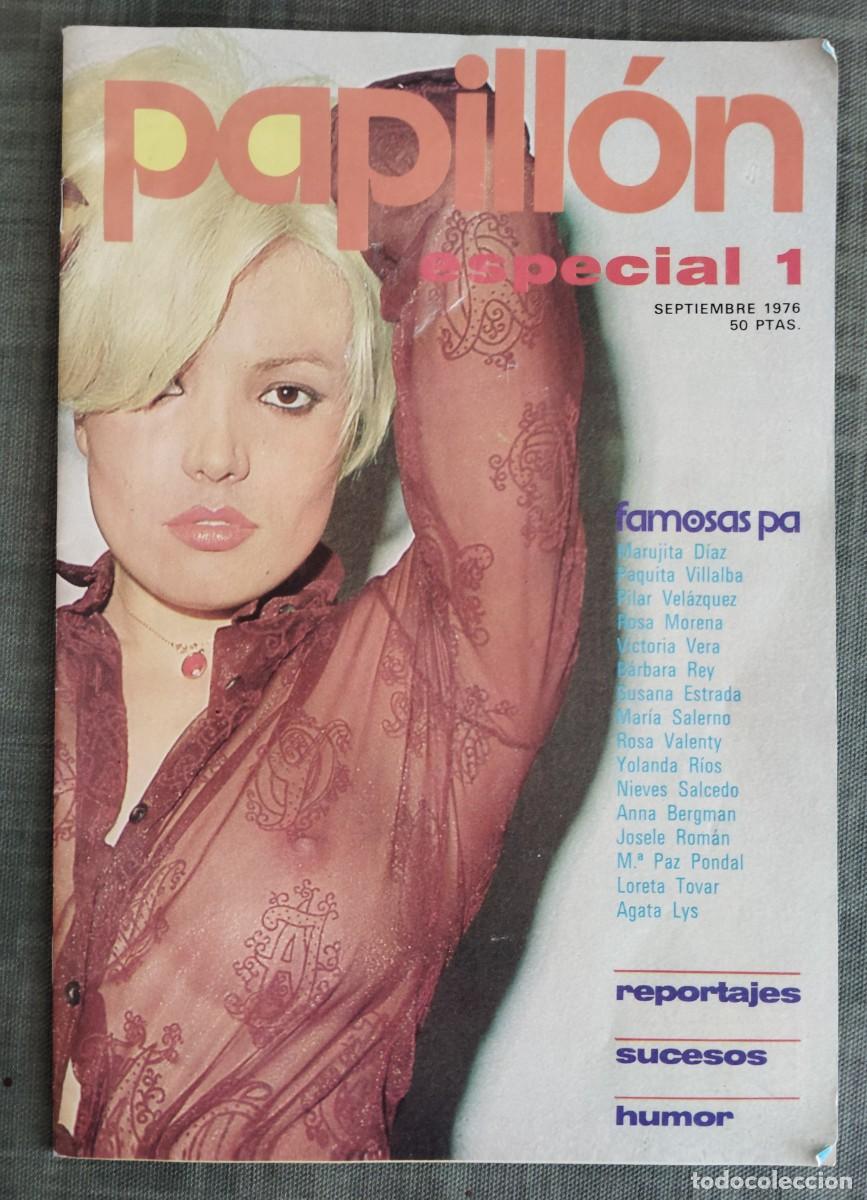 papillón
especial 1
SEPTIEMBRE 1976
50 PTAS.
famosas pa
Marujita Díaz
Paquita Villalba
Pilar Velázquez
Rosa Morena
Victoria Vera
Bárbara Rey
Susana Estrada
María Salerno
Rosa Valenty
Yolanda Ríos
Nieves Salcedo
Anna Bergman
Josele Román
M.ª Paz Pondal
Loreta Tovar
Agata Lys
reportajes
sucesos
humor
todocoleccion